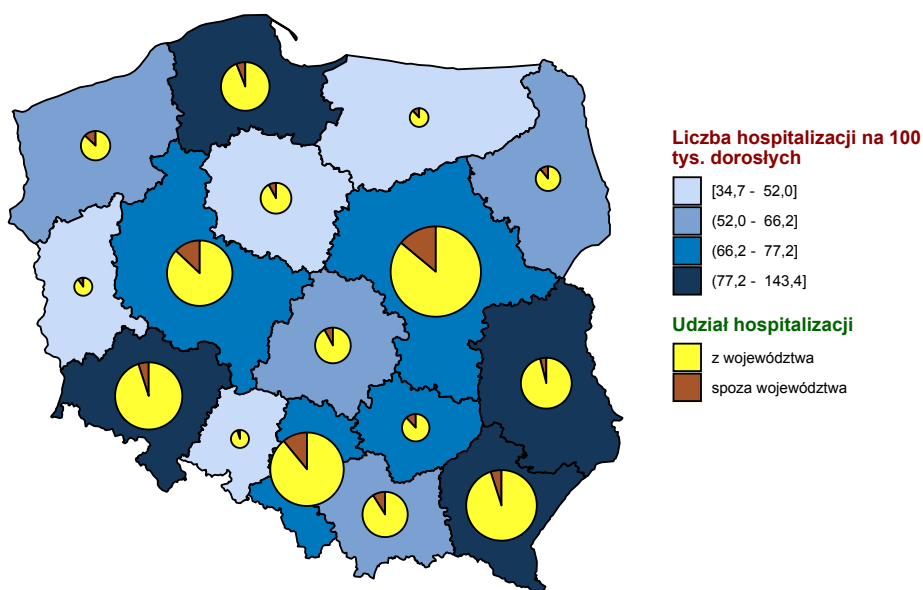 Liczba hospitalizacji na 100
tys. dorosłych
[34,7 - 52,0]
(52,0 - 66,2]
(66,2 - 77,2]
(77,2 - 143,4]
Udział hospitalizacji
z województwa
spoza województwa